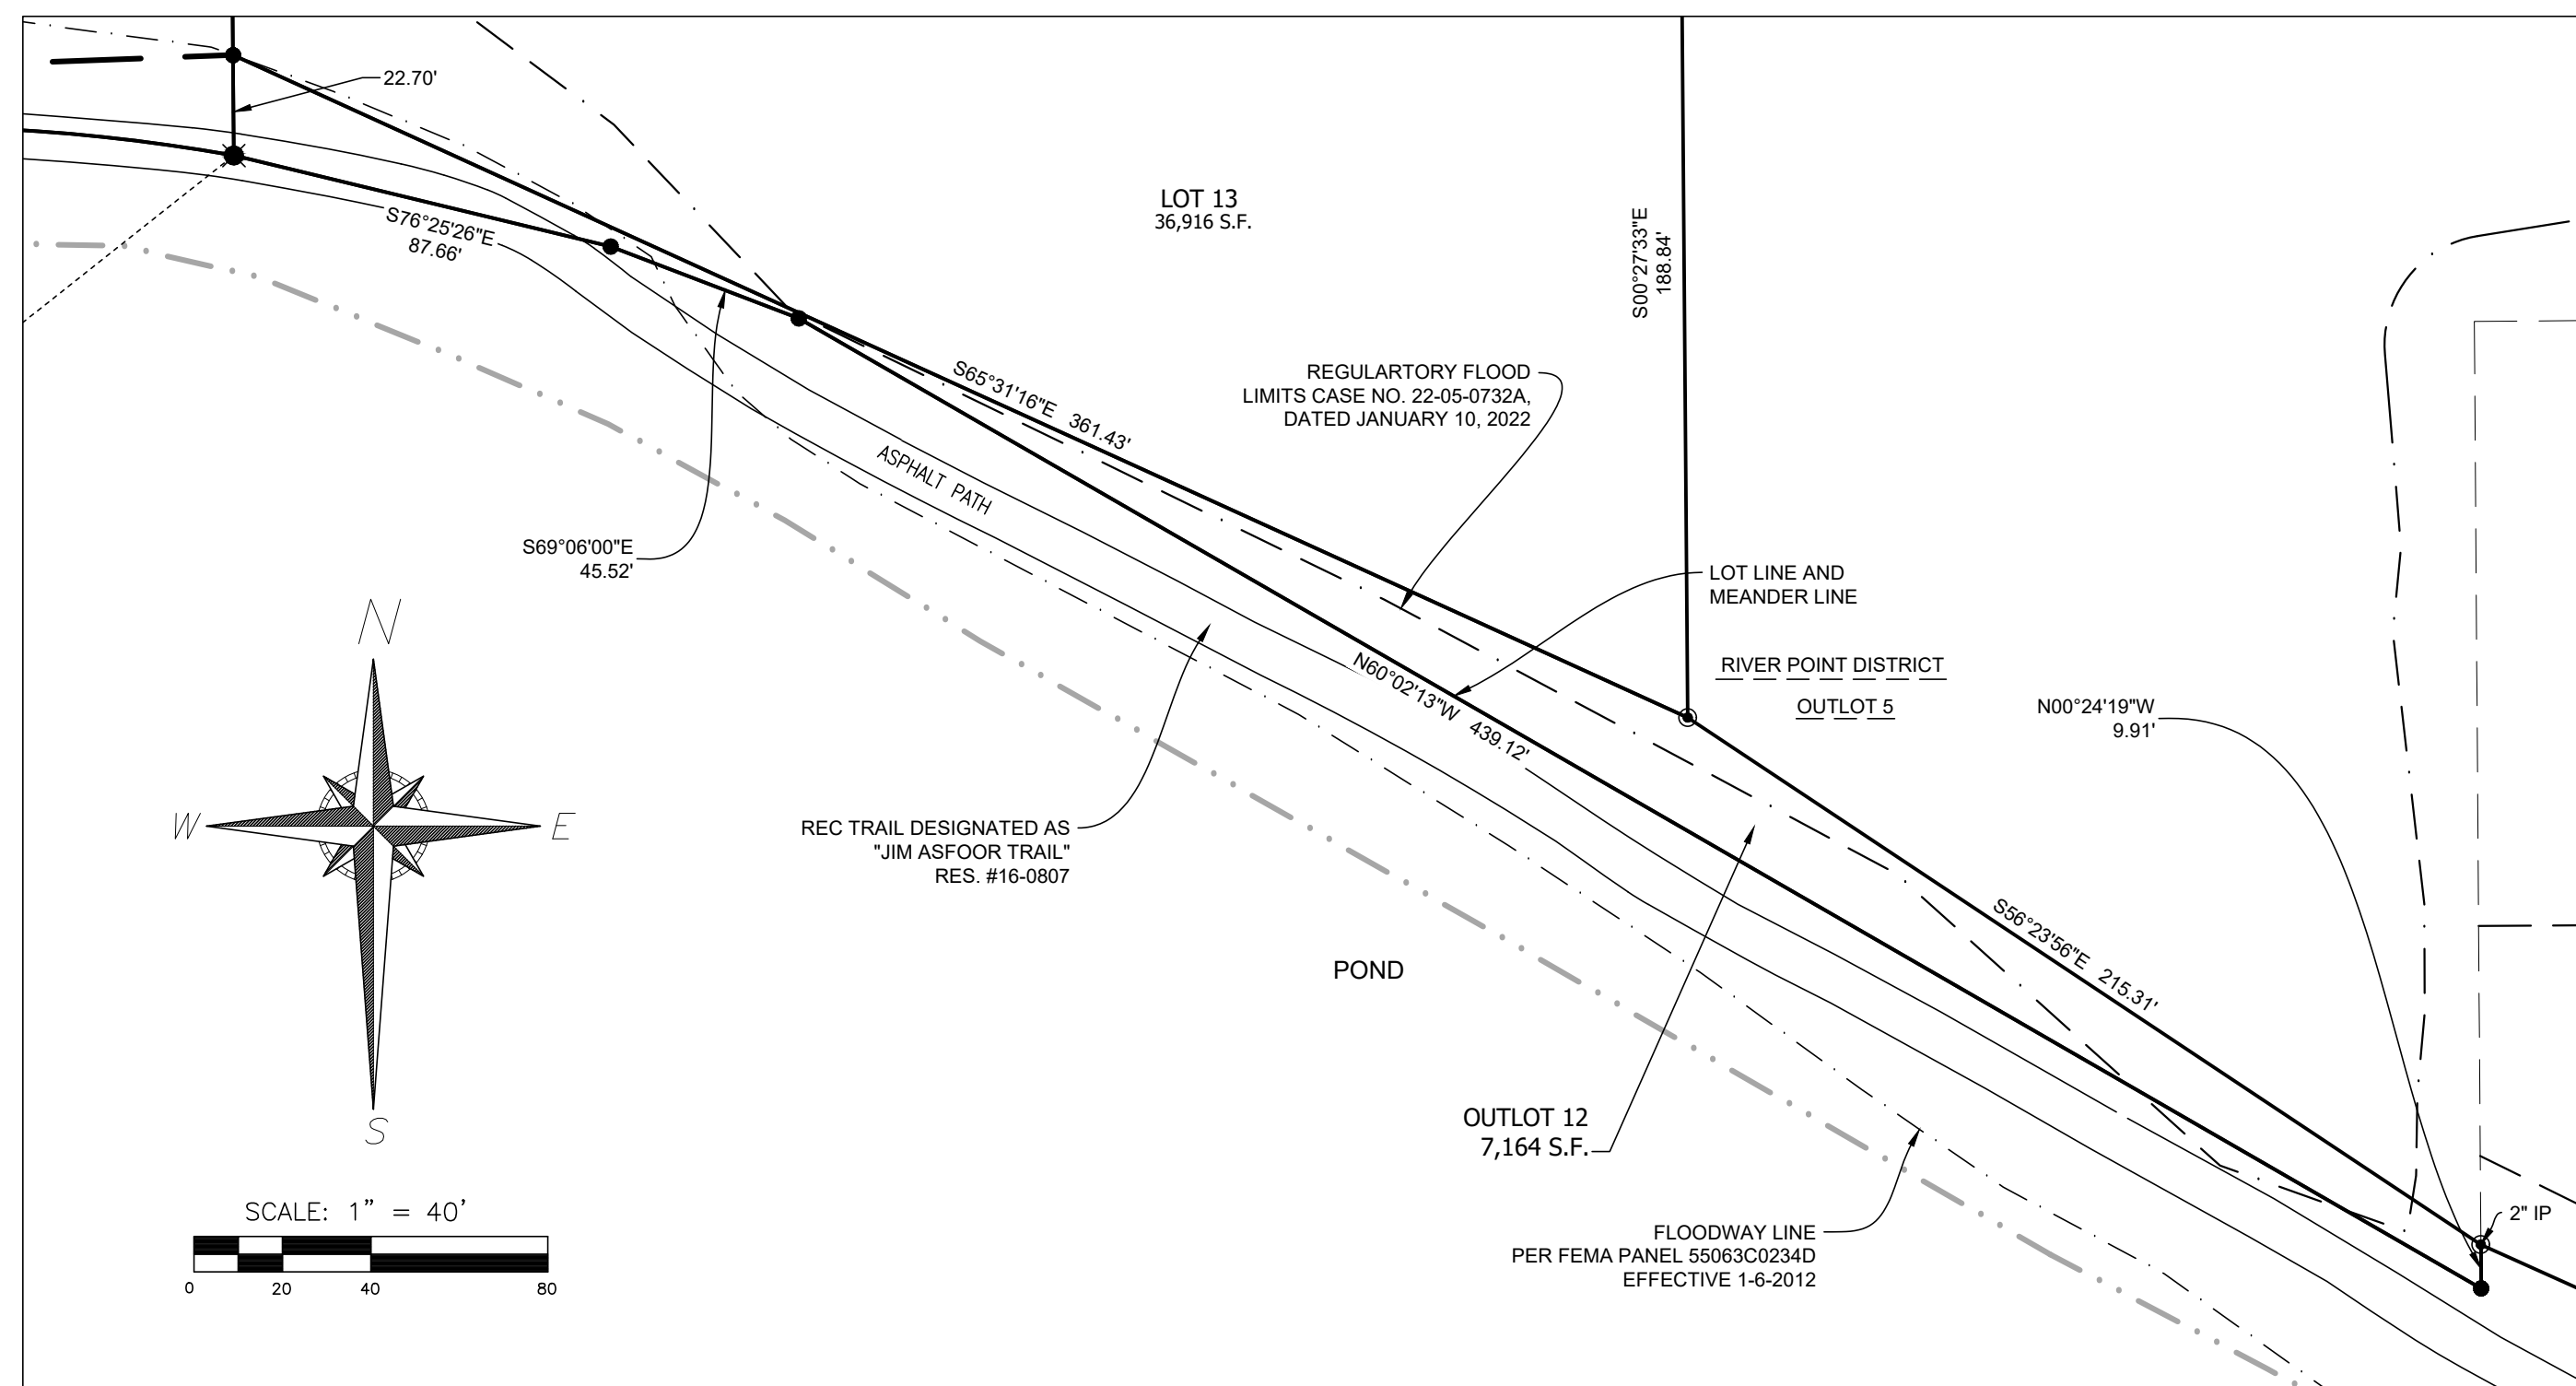 22.70'
LOT 13
36,916 S.F.
S76°25'26"E
87.66'
S00°27'33"E
188.84'
S65°31'16"E 361.43'
REGULARTORY FLOOD
LIMITS CASE NO. 22-05-0732A,
DATED JANUARY 10, 2022
ASPHALT PATH
S69°06'00"E
45.52'
LOT LINE AND
MEANDER LINE
N60°02'13"W 439.12'
RIVER POINT DISTRICT
OUTLOT 5
N00°24'19"W
9.91'
N
W
E
S
REC TRAIL DESIGNATED AS
"JIM ASFOOR TRAIL"
RES. #16-0807
S56°23'56"E 215.31'
POND
OUTLOT 12
7,164 S.F.
SCALE: 1" = 40'
0 20 40 80
FLOODWAY LINE
PER FEMA PANEL 55063C0234D
EFFECTIVE 1-6-2012
2" IP